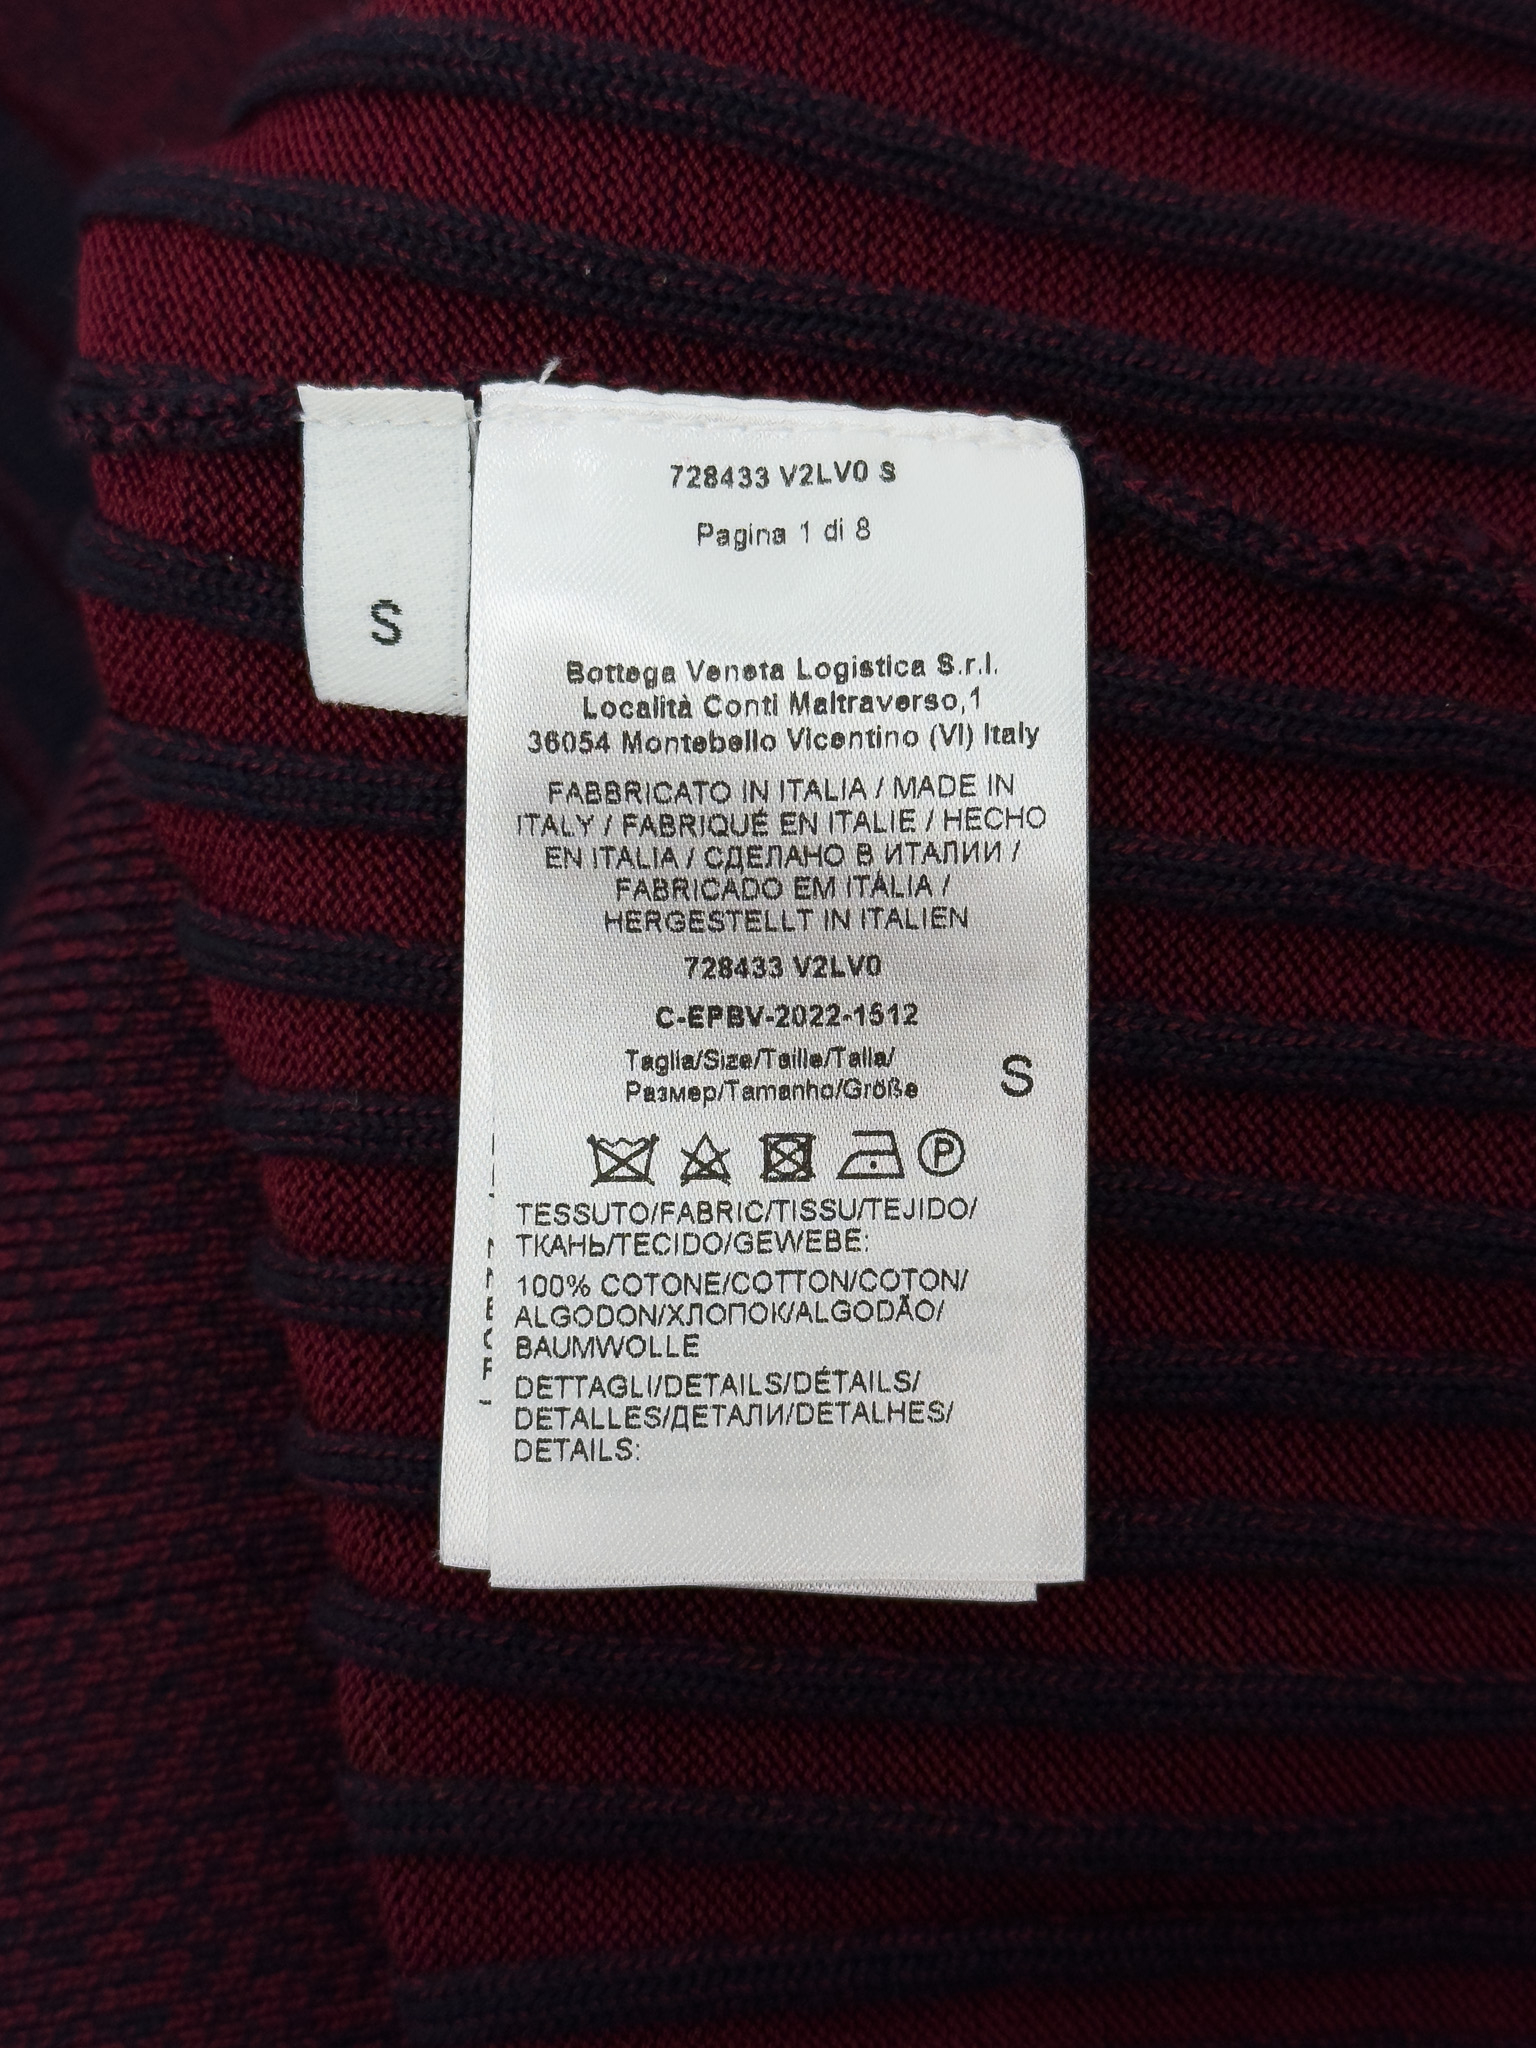 728433 V2LV0 S
Pagina 1 di 8
S
Bottega Veneta Logistica S.r.l.
Località Conti Maltraverso,1
36054 Montebello Vicentino (VI) Italy
FABBRICATO IN ITALIA / MADE IN
ITALY / FABRIQUÉ EN ITALIE / HECHO
EN ITALIA / СДЕЛАНО В ИТАЛИИ /
FABRICADO EM ITÁLIA /
HERGESTELLT IN ITALIEN
728433 V2LV0
C-EPBV-2022-1512
Taglia/Size/Taille/Talla/
Размер/Tamanho/Größe
S
P
TESSUTO/FABRIC/TISSU/TEJIDO/
ТКАНЬ/TECIDO/GEWEBE:
100% COTONE/COTTON/COTON/
ALGODON/ХЛОПОК/ALGODÃO/
BAUMWOLLE
DETTAGLI/DETAILS/DÉTAILS/
DETALLES/ДЕТАЛИ/DETALHES/
DETAILS: